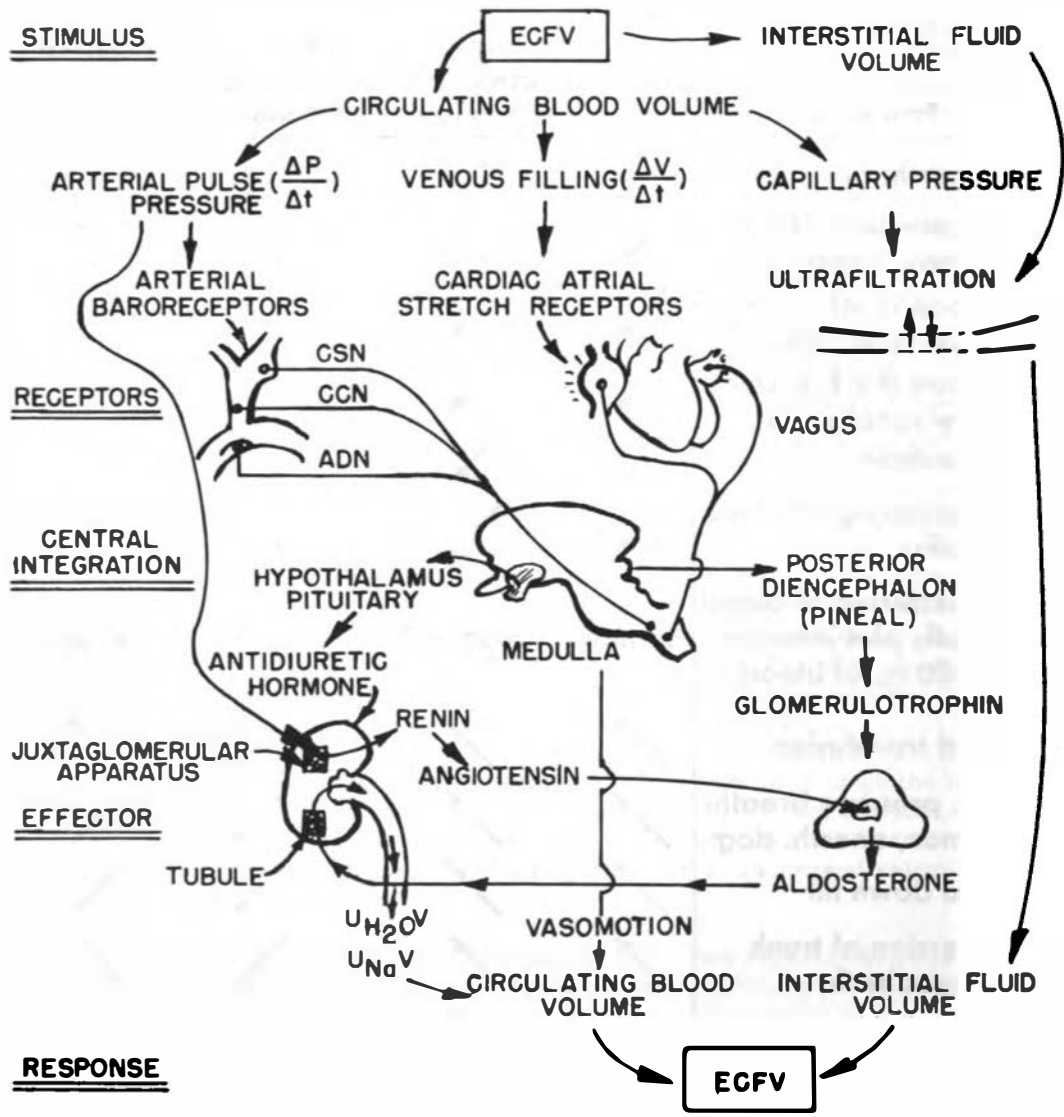 STIMULUS
ECFV
INTERSTITIAL FLUID
VOLUME
CIRCULATING BLOOD VOLUME
ARTERIAL PULSE (ΔP/Δt)
PRESSURE
VENOUS FILLING (ΔV/Δt)
CAPILLARY PRESSURE
ARTERIAL
BARORECEPTORS
CARDIAC ATRIAL
STRETCH RECEPTORS
ULTRAFILTRATION
RECEPTORS
CSN
CCN
ADN
VAGUS
CENTRAL
INTEGRATION
HYPOTHALAMUS
PITUITARY
POSTERIOR
DIENCEPHALON
(PINEAL)
MEDULLA
ANTIDIURETIC
HORMONE
GLOMERULOTROPHIN
RENIN
JUXTAGLOMERULAR
APPARATUS
ANGIOTENSIN
EFFECTOR
TUBULE
ALDOSTERONE
UH2OV
UNaV
VASOMOTION
CIRCULATING BLOOD
VOLUME
INTERSTITIAL FLUID
VOLUME
RESPONSE
ECFV